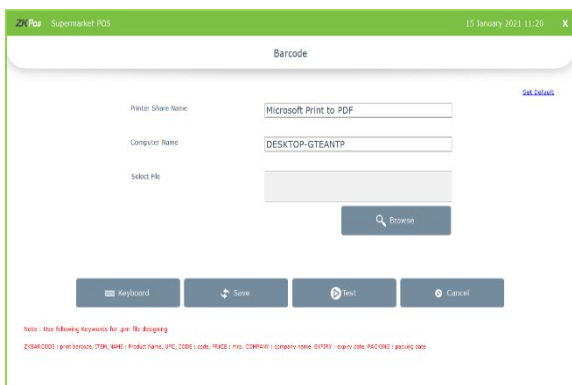 ZKPos Supermarket POS 15 January 2021 11:20 X
Barcode
Set Default
Printer Share Name Microsoft Print to PDF
Computer Name DESKTOP-GTEANTP
Select File
Browse
Keyboard Save Test Cancel
Note : Use following Keywords for .prn file designing
ZKBARCODE : print barcode, ITEM_NAME : Product Name, UPC_CODE : code, PRICE : mrp, COMPANY : company name, EXPIRY : expiry date, PACKING : packing date